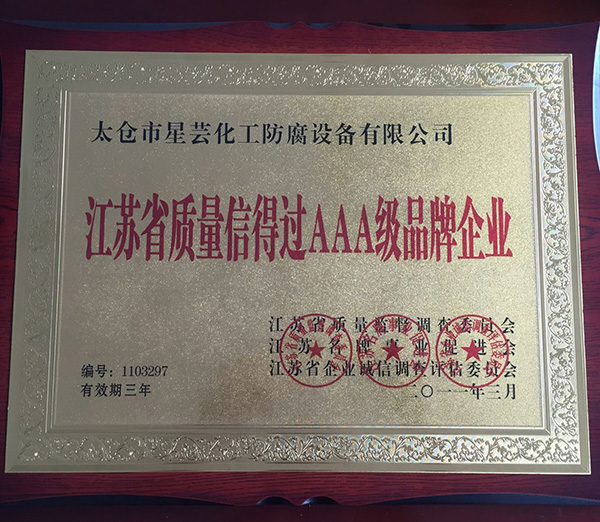 太仓市星芸化工防腐设备有限公司
江苏省质量信得过AAA级品牌企业
江苏省质量监督调查委员会
江苏名牌事业促进会
江苏省企业诚信调查评估委员会
编号：1103297
有效期三年
二〇一一年三月